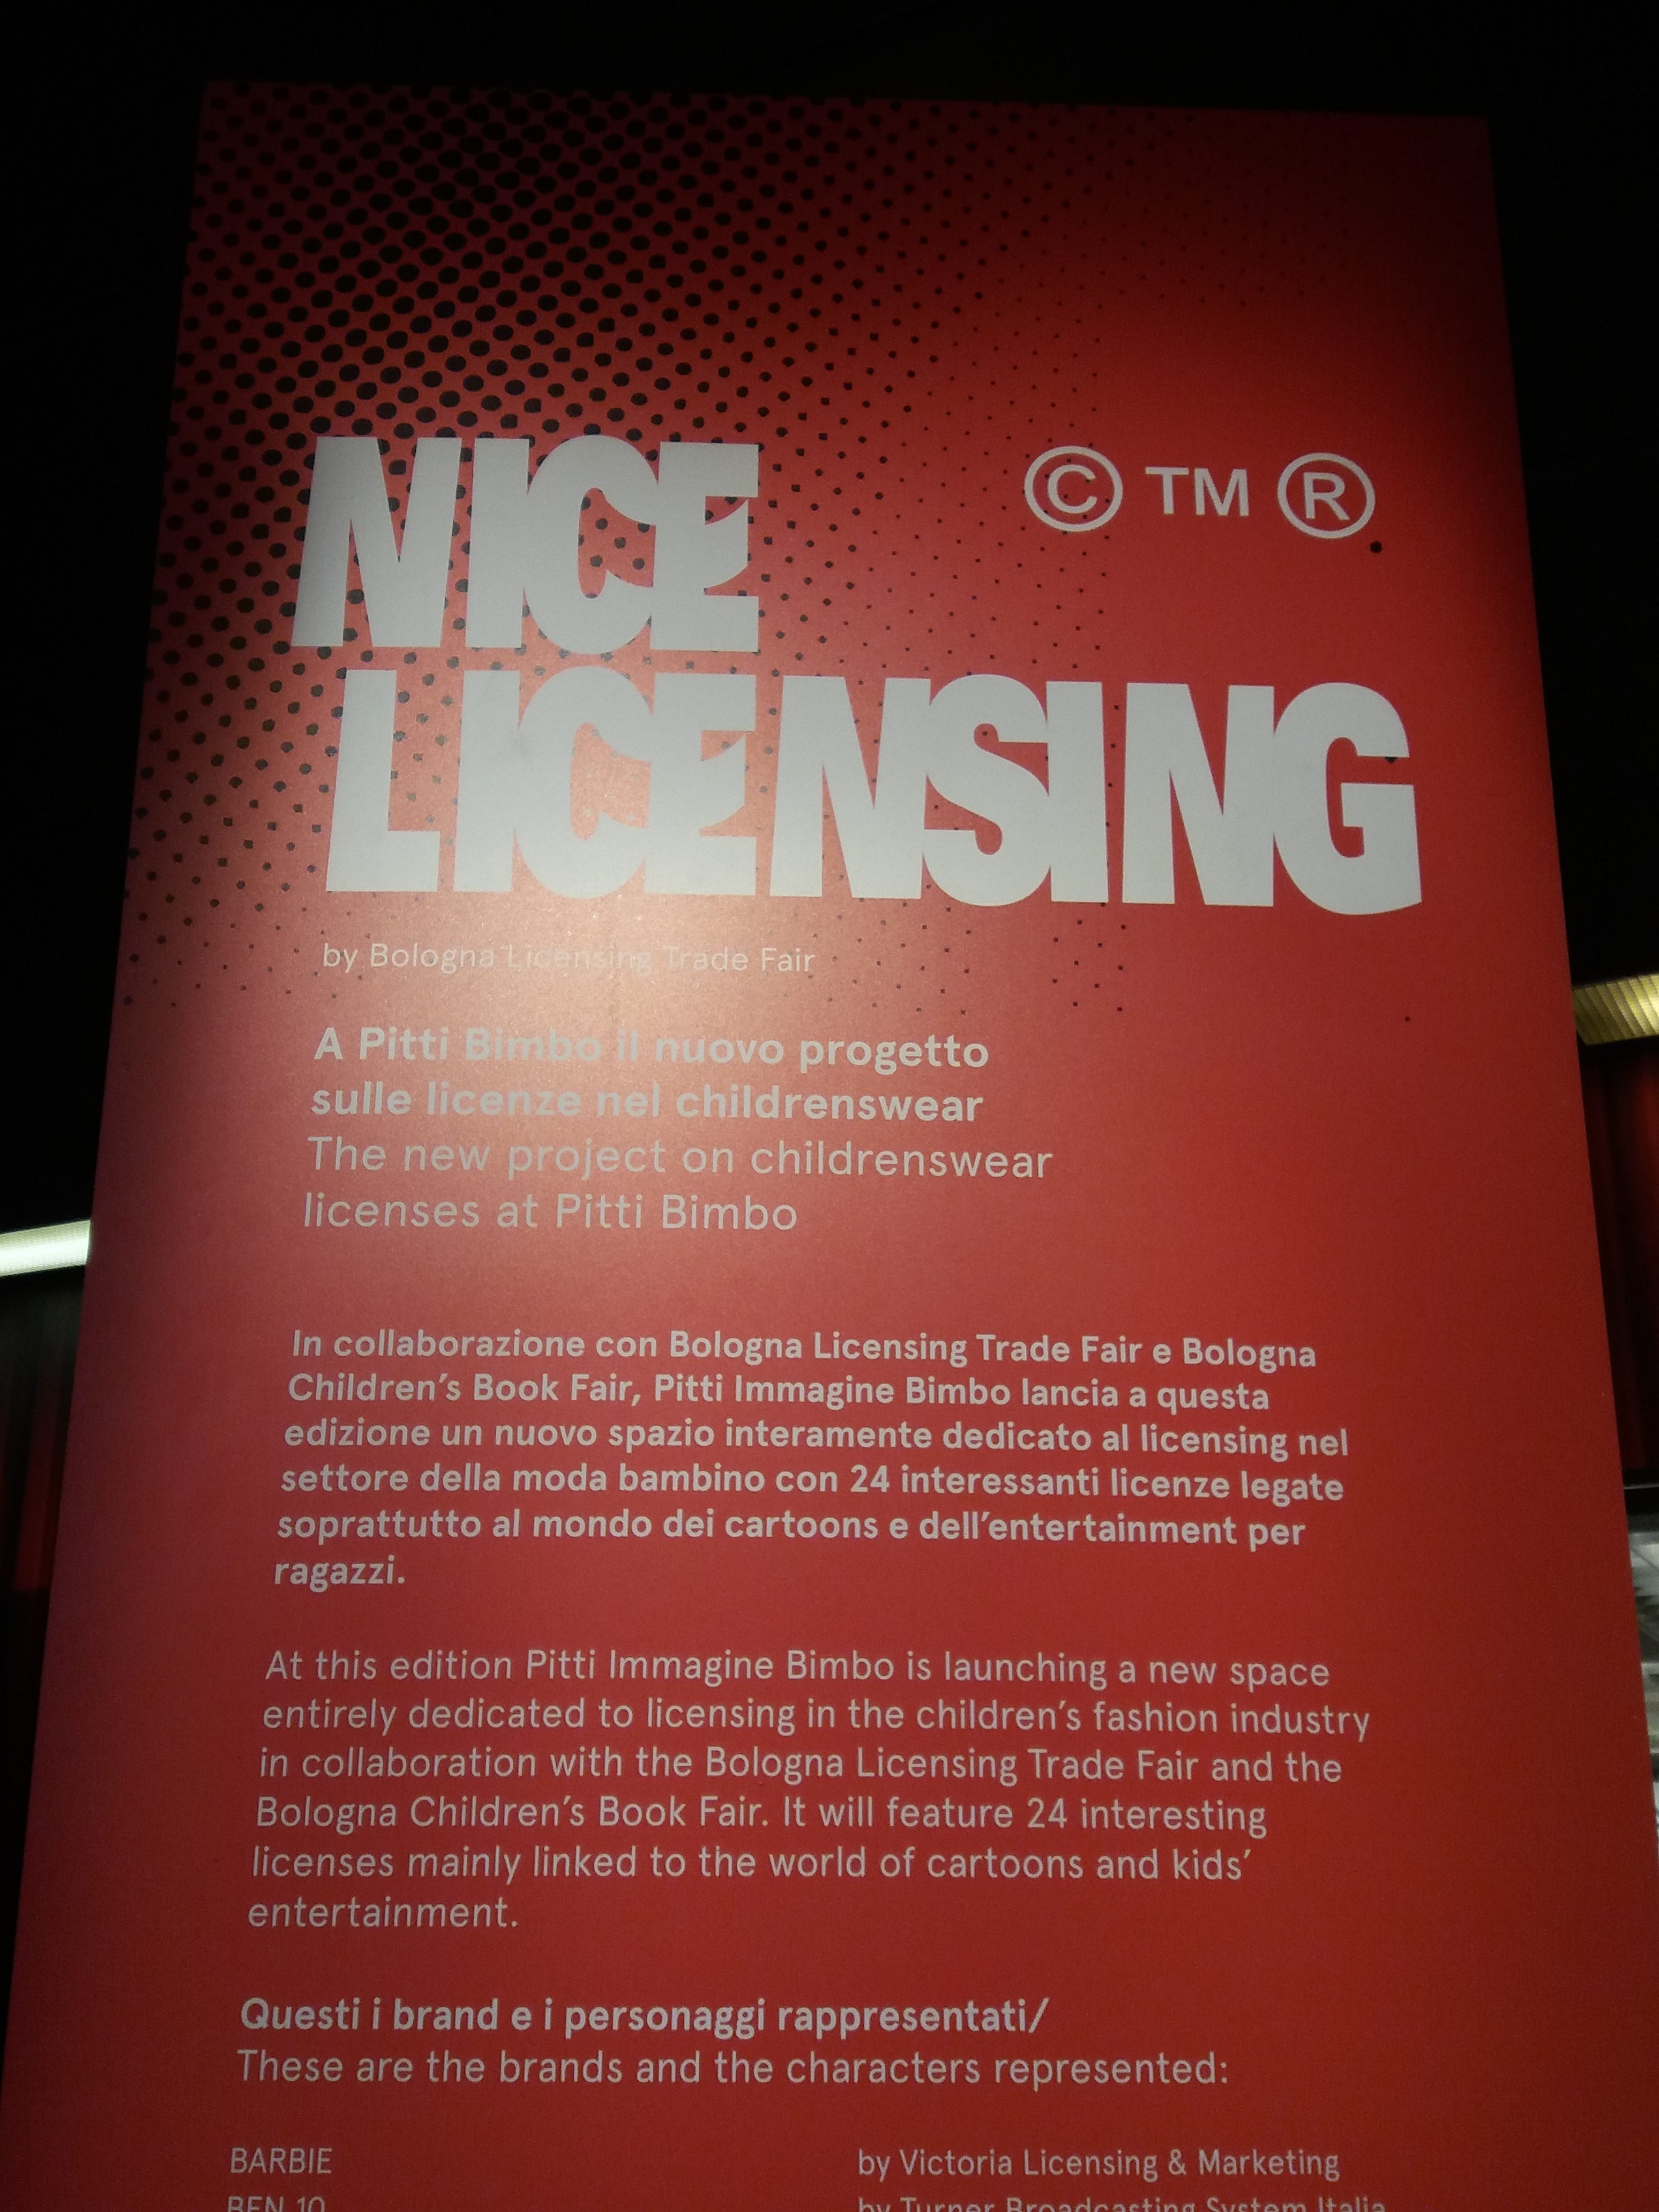 NICE © TM ®
LICENSING
by Bologna Licensing Trade Fair
A Pitti Bimbo il nuovo progetto
sulle licenze nel childrenswear
The new project on childrenswear
licenses at Pitti Bimbo
In collaborazione con Bologna Licensing Trade Fair e Bologna
Children's Book Fair, Pitti Immagine Bimbo lancia a questa
edizione un nuovo spazio interamente dedicato al licensing nel
settore della moda bambino con 24 interessanti licenze legate
soprattutto al mondo dei cartoons e dell'entertainment per
ragazzi.
At this edition Pitti Immagine Bimbo is launching a new space
entirely dedicated to licensing in the children's fashion industry
in collaboration with the Bologna Licensing Trade Fair and the
Bologna Children's Book Fair. It will feature 24 interesting
licenses mainly linked to the world of cartoons and kids'
entertainment.
Questi i brand e i personaggi rappresentati/
These are the brands and the characters represented:
BARBIE by Victoria Licensing & Marketing
BEN 10 by Turner Broadcasting System Italia